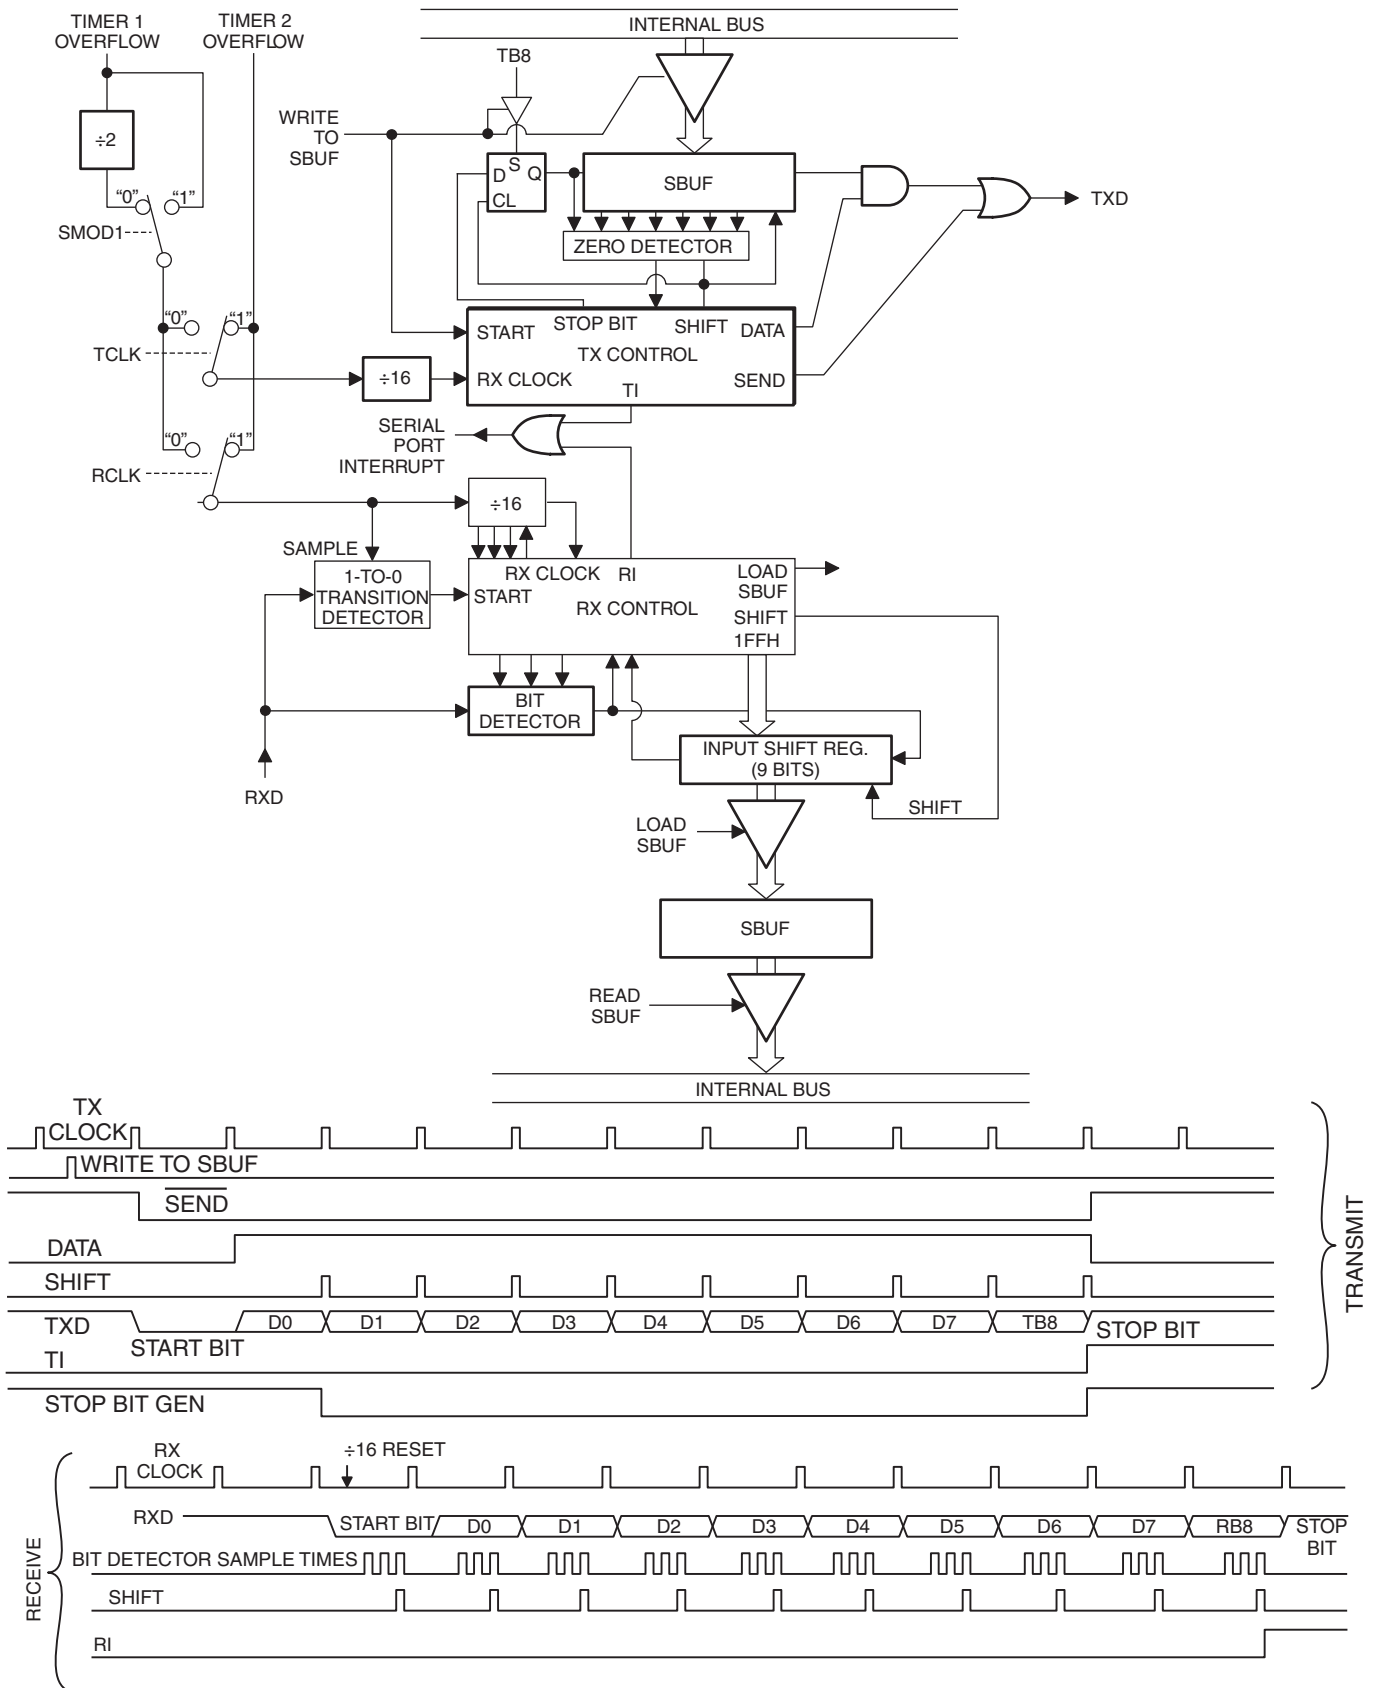 TIMER 1
OVERFLOW
TIMER 2
OVERFLOW
INTERNAL BUS
TB8
WRITE
TO
SBUF
÷2
"0"
"1"
SMOD1
D
S
Q
CL
SBUF
TXD
ZERO DETECTOR
"0"
"1"
TCLK
START
STOP BIT
SHIFT
DATA
TX CONTROL
÷16
RX CLOCK
TI
SEND
SERIAL
PORT
INTERRUPT
"0"
"1"
RCLK
÷16
SAMPLE
1-TO-0
TRANSITION
DETECTOR
RX CLOCK
RI
LOAD
SBUF
START
RX CONTROL
SHIFT
1FFH
BIT
DETECTOR
INPUT SHIFT REG.
(9 BITS)
RXD
SHIFT
LOAD
SBUF
SBUF
READ
SBUF
INTERNAL BUS
TX
CLOCK
WRITE TO SBUF
SEND
DATA
SHIFT
TXD
START BIT
D0
D1
D2
D3
D4
D5
D6
D7
TB8
STOP BIT
TI
STOP BIT GEN
TRANSMIT
RX
CLOCK
÷16 RESET
RXD
START BIT
D0
D1
D2
D3
D4
D5
D6
D7
RB8
STOP
BIT
BIT DETECTOR SAMPLE TIMES
SHIFT
RI
RECEIVE